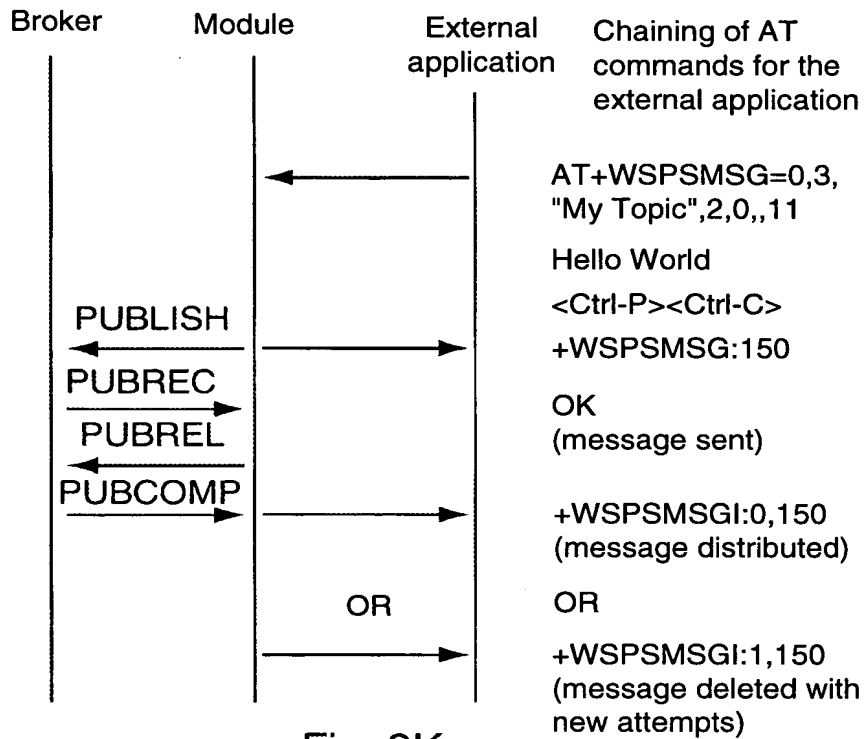 Broker Module External application Chaining of AT commands for the external application
AT+WSPSMSG=0,3,
"My Topic",2,0,,11
Hello World
<Ctrl-P><Ctrl-C>
PUBLISH
+WSPSMSG:150
PUBREC
OK
(message sent)
PUBREL
PUBCOMP
+WSPSMSGI:0,150
(message distributed)
OR OR
+WSPSMSGI:1,150
(message deleted with
new attempts)